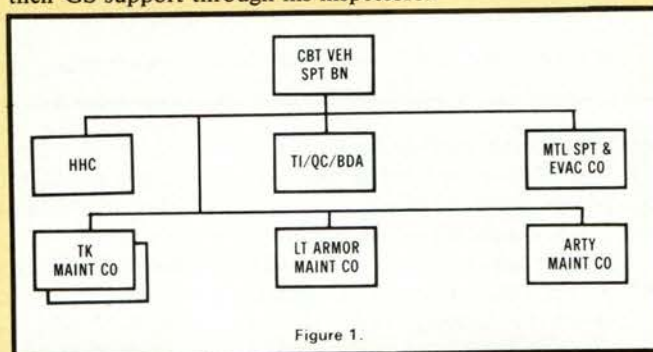 CBT VEH
SPT BN
HHC
TI/QC/BDA
MTL SPT &
EVAC CO
TK
MAINT CO
LT ARMOR
MAINT CO
ARTY
MAINT CO
Figure 1.